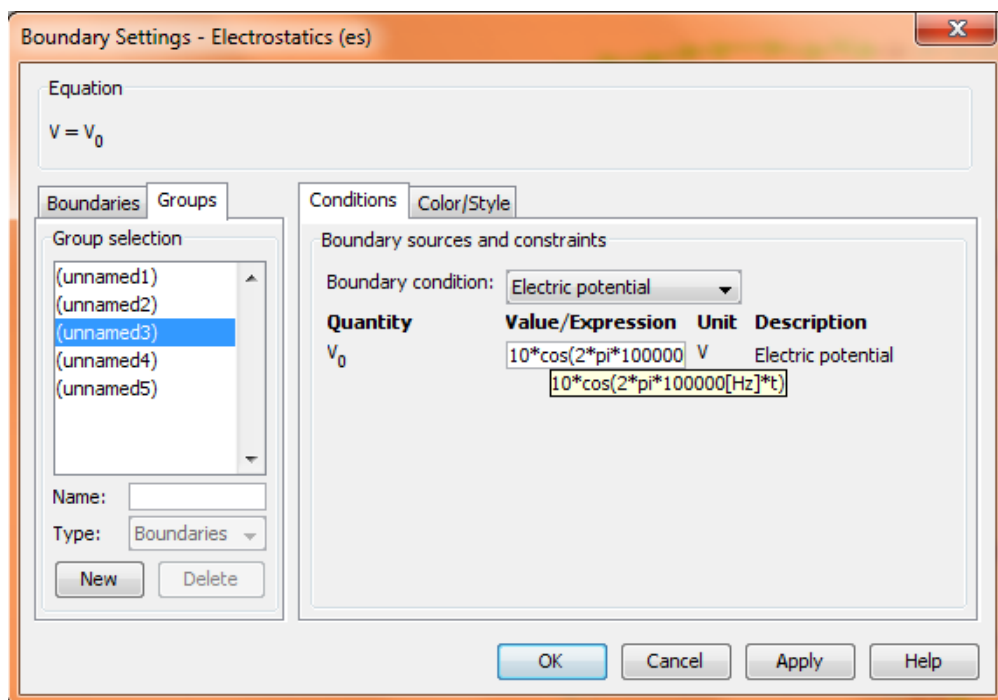 Boundary Settings - Electrostatics (es)
x
Equation
V = V0
Boundaries
Groups
Group selection
(unnamed1)
(unnamed2)
(unnamed3)
(unnamed4)
(unnamed5)
Name:
Type: Boundaries
New Delete
Conditions
Color/Style
Boundary sources and constraints
Boundary condition: Electric potential
Quantity Value/Expression Unit Description
V0 10*cos(2*pi*100000 V Electric potential
10*cos(2*pi*100000[Hz]*t)
OK Cancel Apply Help